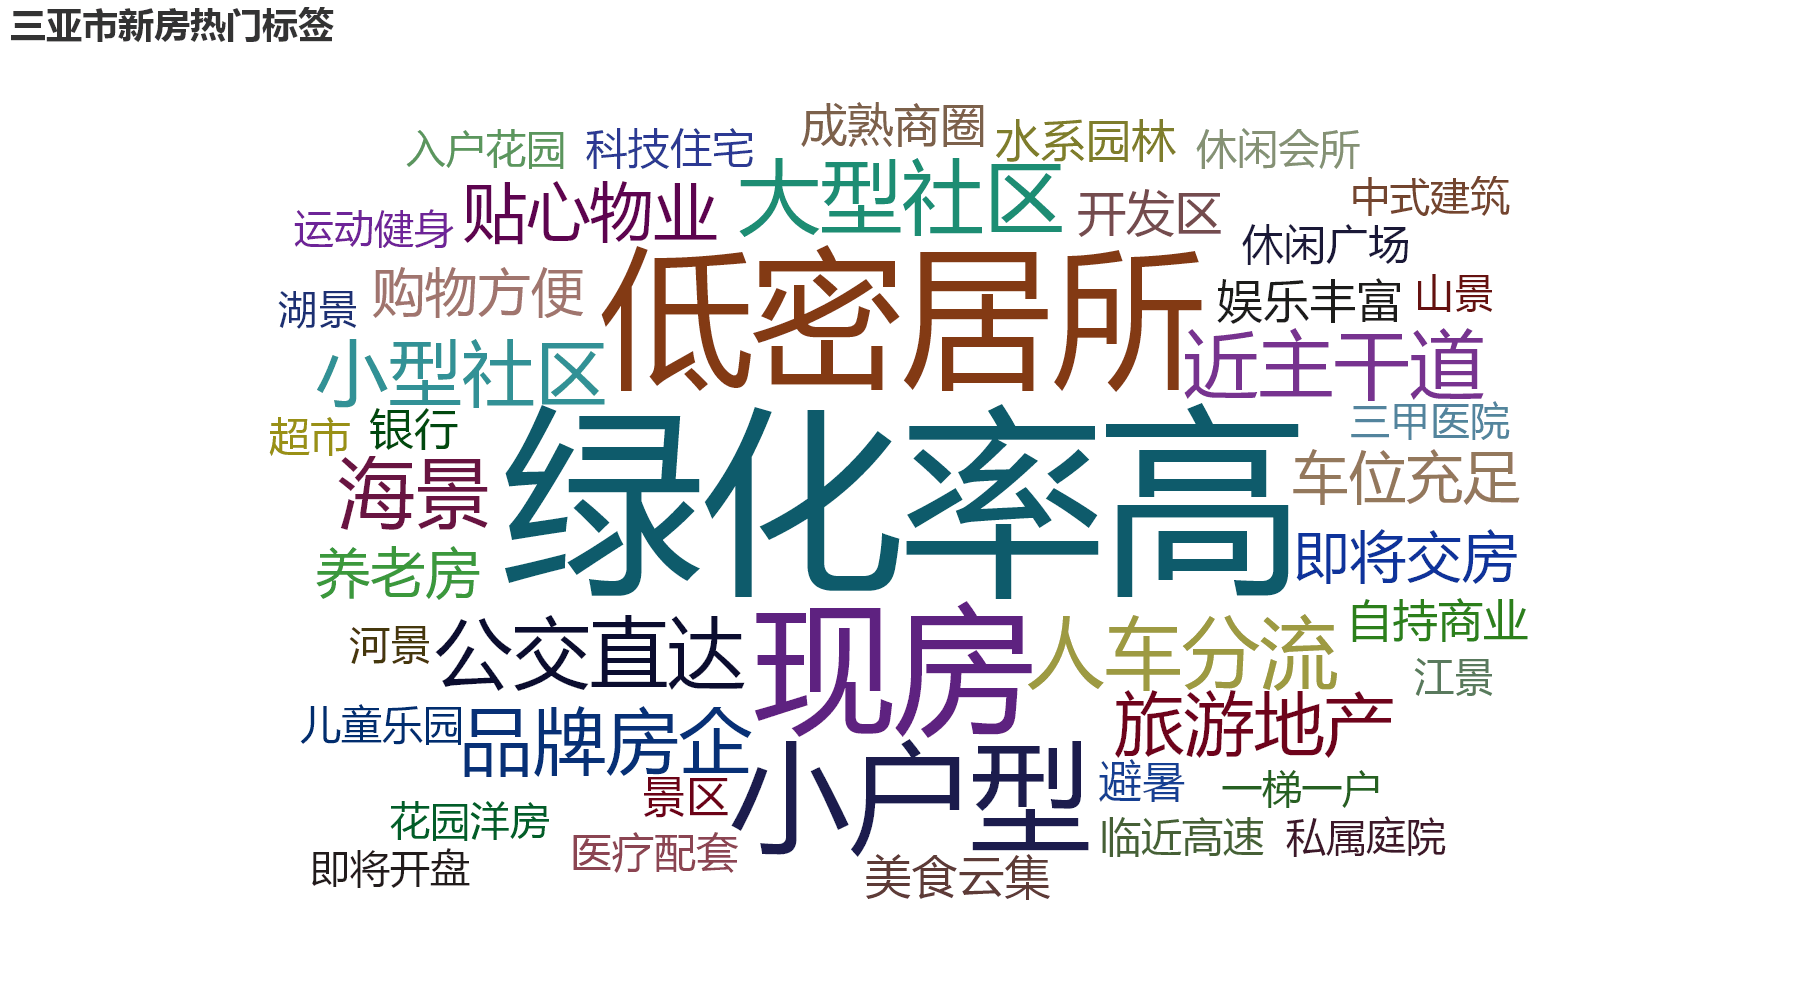 三亚市新房热门标签
成熟商圈
水系园林
入户花园
科技住宅
休闲会所
中式建筑
运动健身
贴心物业
大型社区
开发区
休闲广场
湖景
购物方便
低密居所
娱乐丰富
山景
小型社区
近主干道
超市
银行
三甲医院
海景
绿化率高
车位充足
养老房
即将交房
河景
公交直达
现房
人车分流
自持商业
江景
儿童乐园
品牌房企
旅游地产
景区
小户型
避暑
一梯一户
花园洋房
医疗配套
临近高速
私属庭院
即将开盘
美食云集